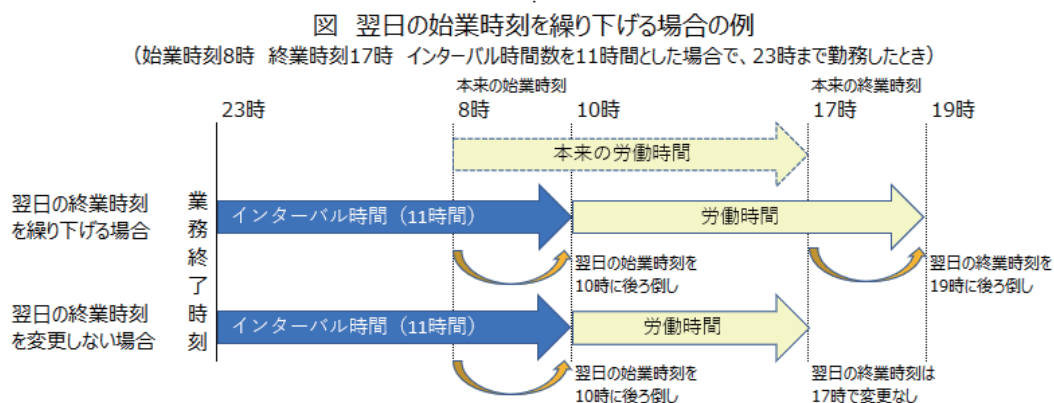 図 翌日の始業時刻を繰り下げる場合の例
（始業時刻8時 終業時刻17時 インターバル時間数を11時間とした場合で、23時まで勤務したとき）
本来の始業時刻
本来の終業時刻
23時
8時
10時
17時
19時
本来の労働時間
翌日の終業時刻
を繰り下げる場合
業務終了時刻
インターバル時間（11時間）
労働時間
翌日の始業時刻を
10時に後ろ倒し
翌日の終業時刻を
19時に後ろ倒し
翌日の終業時刻
を変更しない場合
インターバル時間（11時間）
労働時間
翌日の始業時刻を
10時に後ろ倒し
翌日の終業時刻は
17時で変更なし